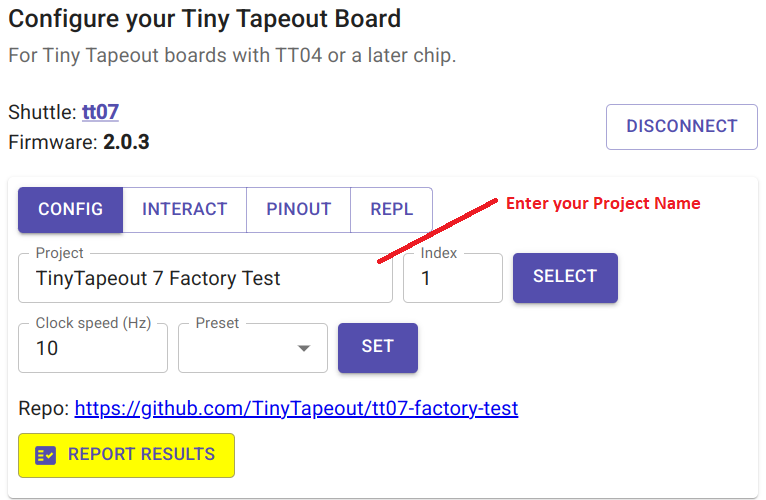 Configure your Tiny Tapeout Board
For Tiny Tapeout boards with TT04 or a later chip.
Shuttle: tt07
Firmware: 2.0.3
DISCONNECT
CONFIG INTERACT PINOUT REPL
Enter your Project Name
Project
TinyTapeout 7 Factory Test
Index
1
SELECT
Clock speed (Hz)
10
Preset
SET
Repo: https://github.com/TinyTapeout/tt07-factory-test
REPORT RESULTS